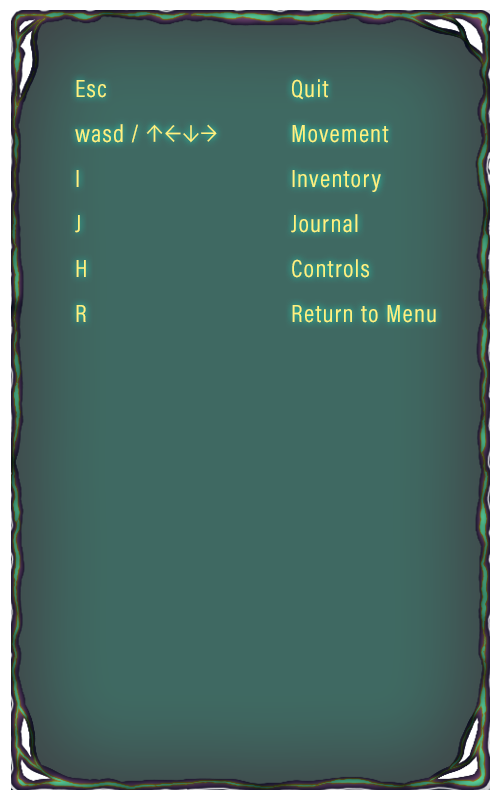 Esc Quit
wasd / ↑←↓→ Movement
I Inventory
J Journal
H Controls
R Return to Menu